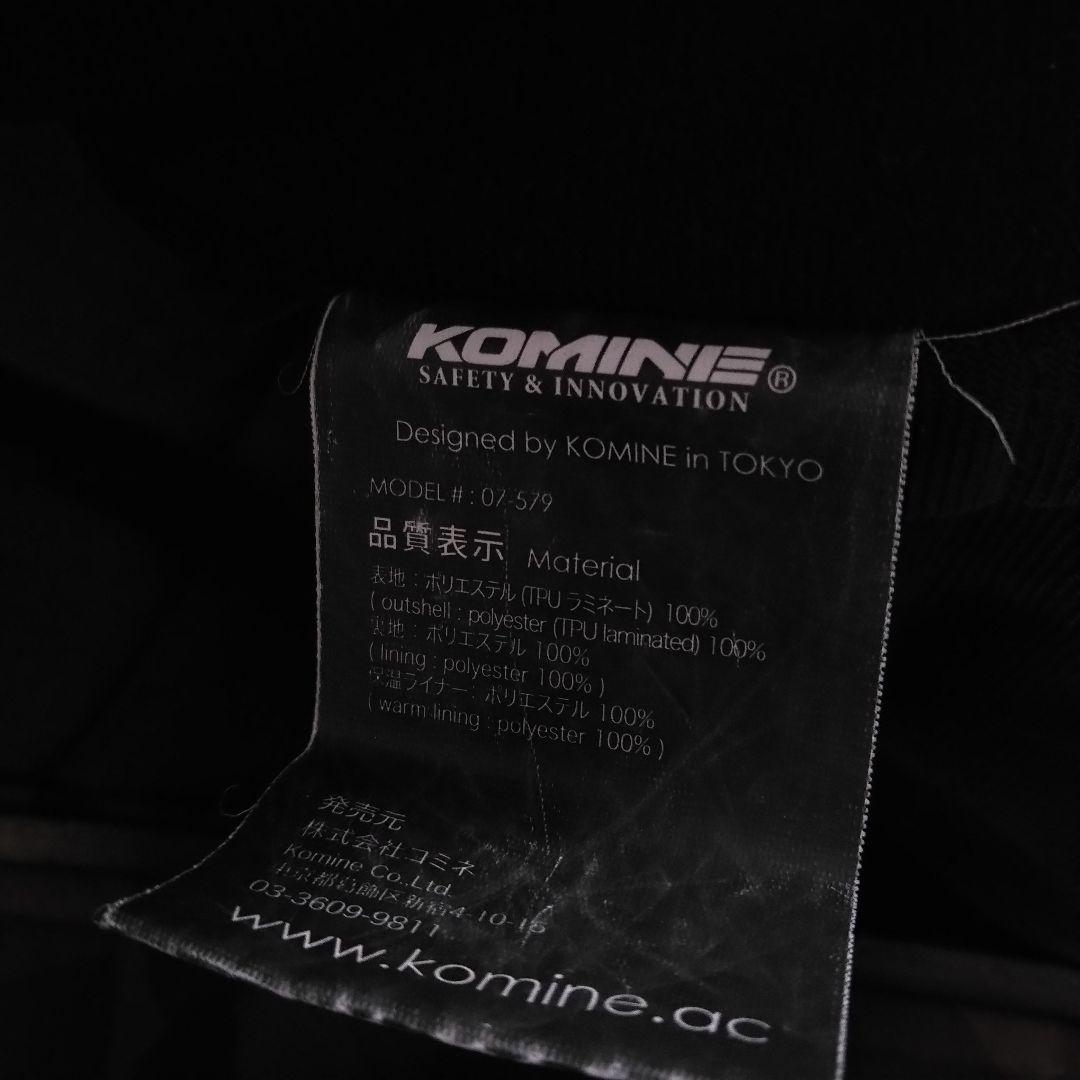 KOMINE®
SAFETY & INNOVATION
Designed by KOMINE in TOKYO
MODEL # : 07-579
品質表示 Material
表地 : ポリエステル (TPU ラミネート) 100%
( outshell : polyester (TPU laminated) 100%
裏地 : ポリエステル 100%
( lining : polyester 100% )
保温ライナー : ポリエステル 100%
( warm lining : polyester 100% )
発売元
株式会社コミネ
Komine Co.,Ltd.
東京都葛飾区新宿4-10-16
03-3609-9811
www.komine.ac